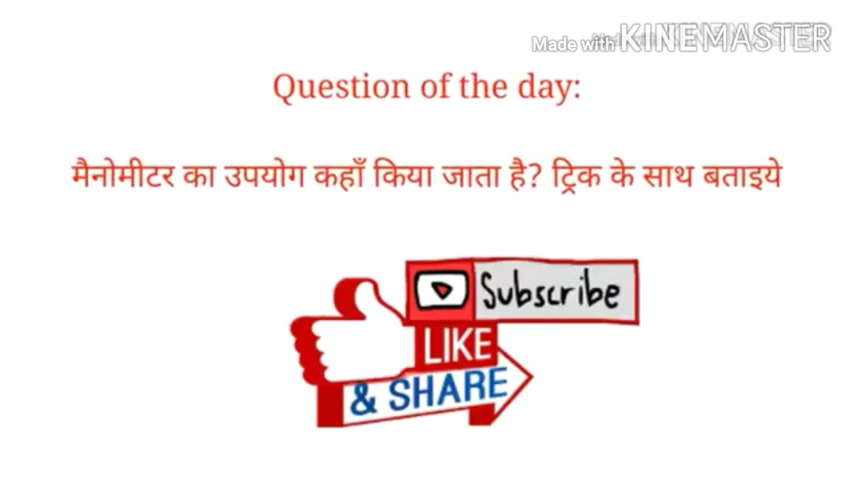 Made with KINEMASTER
Question of the day:
मैनोमीटर का उपयोग कहाँ किया जाता है? ट्रिक के साथ बताइये
Subscribe
LIKE
& SHARE